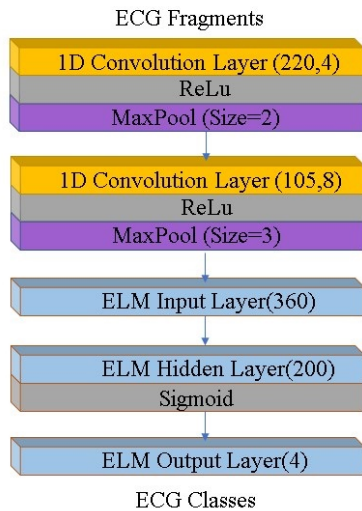 ECG Fragments
1D Convolution Layer (220,4)
ReLu
MaxPool (Size=2)
1D Convolution Layer (105,8)
ReLu
MaxPool (Size=3)
ELM Input Layer(360)
ELM Hidden Layer(200)
Sigmoid
ELM Output Layer(4)
ECG Classes